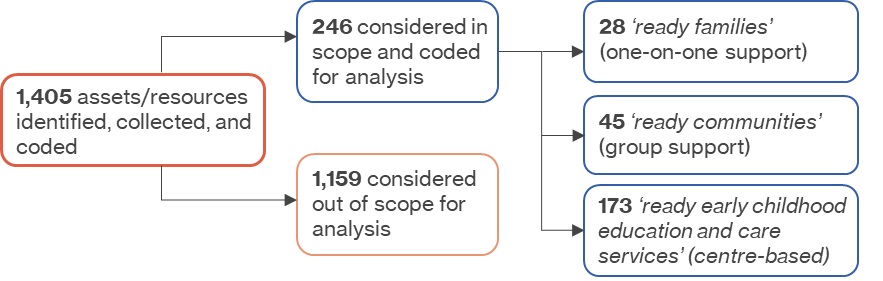 1,405 assets/resources
identified, collected, and
coded
246 considered in
scope and coded
for analysis
1,159 considered
out of scope for
analysis
28 ‘ready families’
(one-on-one support)
45 ‘ready communities’
(group support)
173 ‘ready early childhood
education and care
services’ (centre-based)